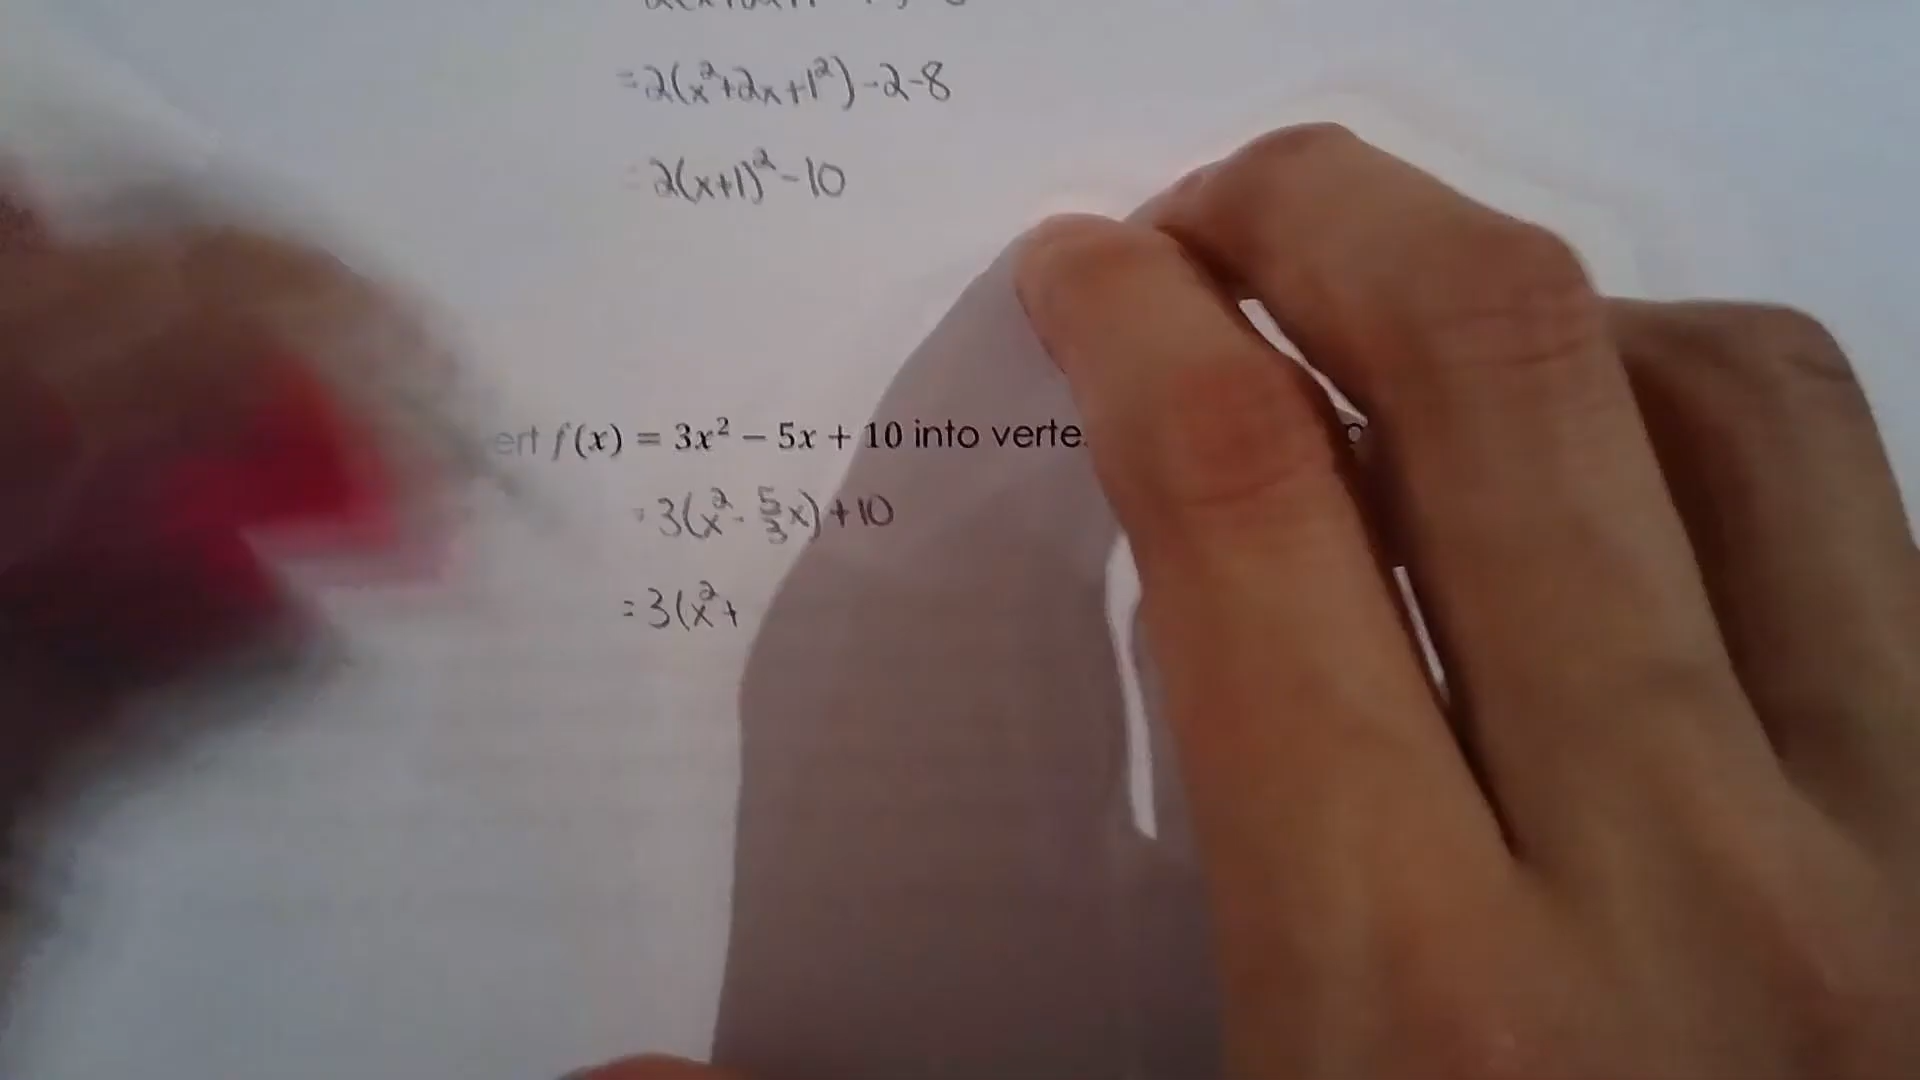 =2(x²+2x+1²)-2-8
=2(x+1)²-10
ert f(x) = 3x² − 5x + 10 into verte
=3(x²-5/3x)+10
=3(x²+